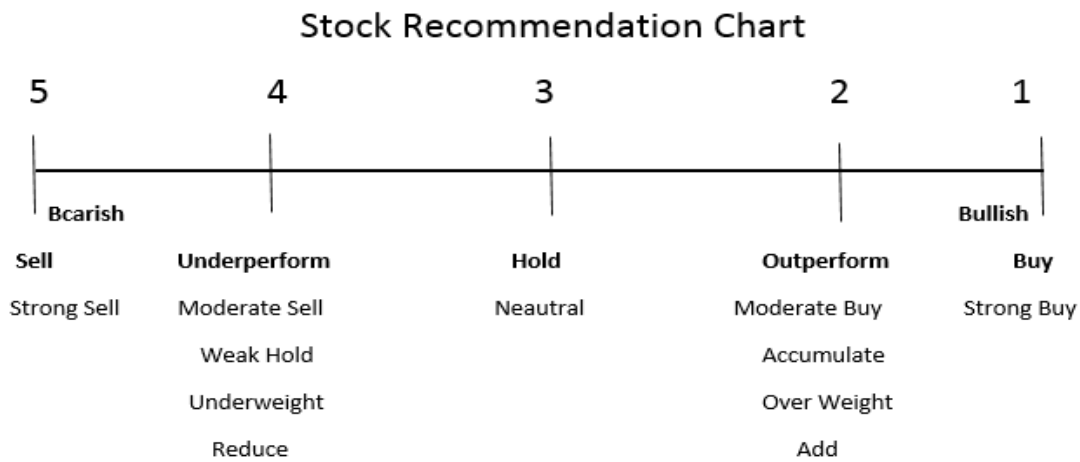 Stock Recommendation Chart
5 4 3 2 1
Bcarish Bullish
Sell Underperform Hold Outperform Buy
Strong Sell Moderate Sell Neautral Moderate Buy Strong Buy
Weak Hold Accumulate
Underweight Over Weight
Reduce Add